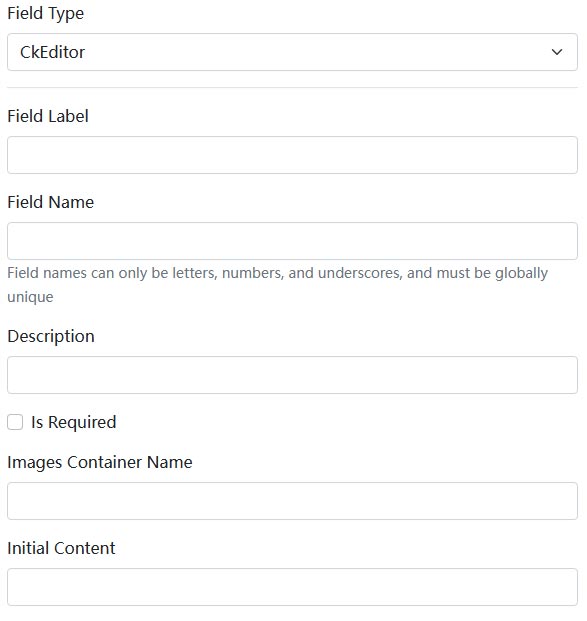 Field Type
CkEditor
Field Label
Field Name
Field names can only be letters, numbers, and underscores, and must be globally
unique
Description
Is Required
Images Container Name
Initial Content